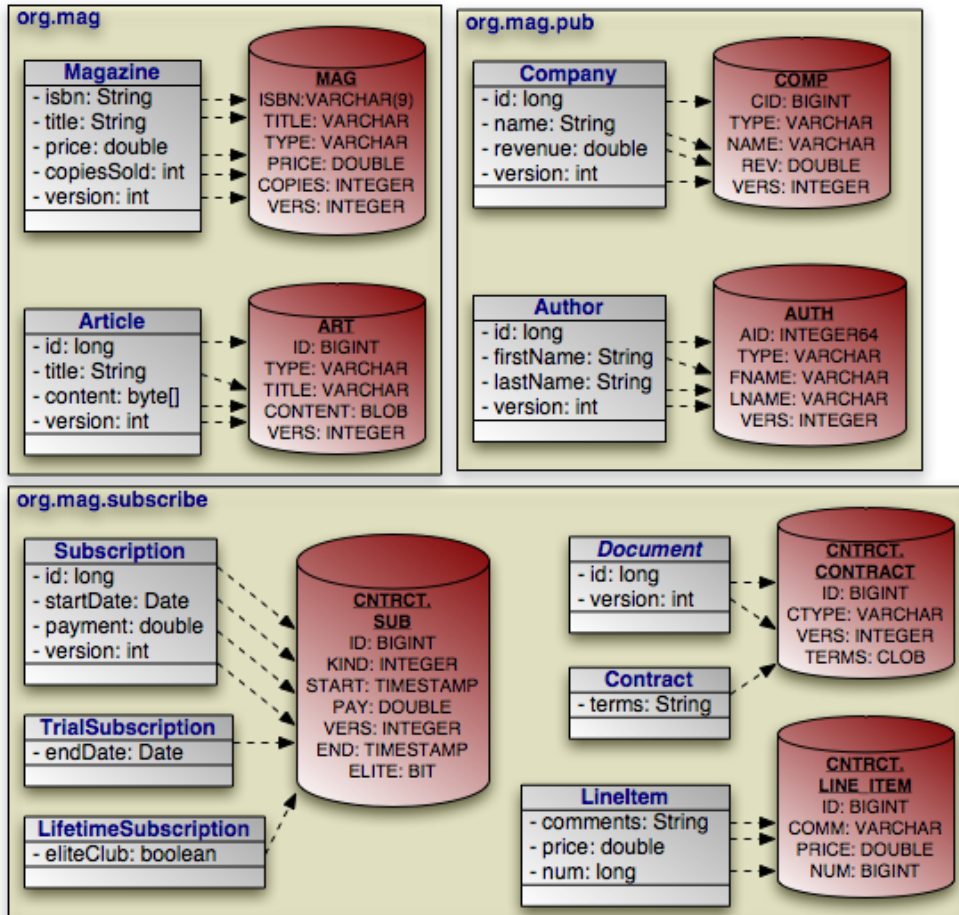 org.mag
Magazine
- isbn: String
- title: String
- price: double
- copiesSold: int
- version: int
MAG
ISBN:VARCHAR(9)
TITLE: VARCHAR
TYPE: VARCHAR
PRICE: DOUBLE
COPIES: INTEGER
VERS: INTEGER
Article
- id: long
- title: String
- content: byte[]
- version: int
ART
ID: BIGINT
TYPE: VARCHAR
TITLE: VARCHAR
CONTENT: BLOB
VERS: INTEGER
org.mag.pub
Company
- id: long
- name: String
- revenue: double
- version: int
COMP
CID: BIGINT
TYPE: VARCHAR
NAME: VARCHAR
REV: DOUBLE
VERS: INTEGER
Author
- id: long
- firstName: String
- lastName: String
- version: int
AUTH
AID: INTEGER64
TYPE: VARCHAR
FNAME: VARCHAR
LNAME: VARCHAR
VERS: INTEGER
org.mag.subscribe
Subscription
- id: long
- startDate: Date
- payment: double
- version: int
TrialSubscription
- endDate: Date
LifetimeSubscription
- eliteClub: boolean
CNTRCT.
SUB
ID: BIGINT
KIND: INTEGER
START: TIMESTAMP
PAY: DOUBLE
VERS: INTEGER
END: TIMESTAMP
ELITE: BIT
Document
- id: long
- version: int
Contract
- terms: String
CNTRCT.
CONTRACT
ID: BIGINT
CTYPE: VARCHAR
VERS: INTEGER
TERMS: CLOB
LineItem
- comments: String
- price: double
- num: long
CNTRCT.
LINE_ITEM
ID: BIGINT
COMM: VARCHAR
PRICE: DOUBLE
NUM: BIGINT